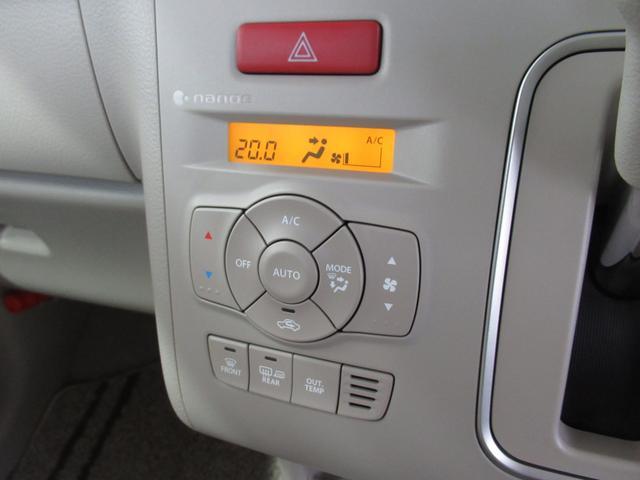 nanoe
20.0 A/C
A/C
OFF AUTO MODE
FRONT REAR OUT TEMP